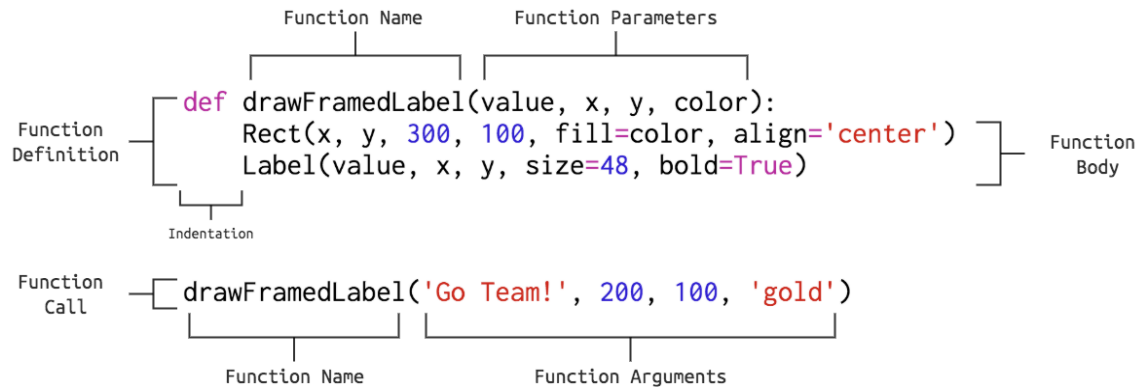 Function Name
Function Parameters
def drawFramedLabel(value, x, y, color):
Function
Definition
Rect(x, y, 300, 100, fill=color, align='center')
Label(value, x, y, size=48, bold=True)
Function
Body
Indentation
Function
Call
drawFramedLabel('Go Team!', 200, 100, 'gold')
Function Name
Function Arguments